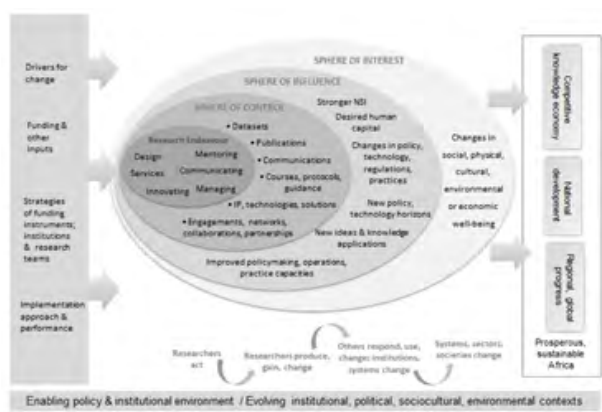 Drivers for
change
Funding &
other
inputs
Strategies
of funding
instruments;
institutions
& research
teams
Implementation
approach &
performance
SPHERE OF INTEREST
SPHERE OF INFLUENCE
SPHERE OF CONTROL
Research Endeavour
Design
Mentoring
Services
Communicating
Innovating
Managing
• Datasets
• Publications
• Communications
• Courses, protocols,
guidance
• IP, technologies, solutions
• Engagements, networks,
collaborations, partnerships
Stronger NSI
Desired human
capital
Changes in policy,
technology,
regulations,
practices
New policy,
technology horizons
New ideas & knowledge
applications
Improved policymaking, operations,
practice capacities
Changes in
social, physical,
cultural,
environmental
or economic
well-being
Competitive
knowledge economy
National
development
Regional, global
progress
Prosperous,
sustainable
Africa
Researchers
act
Researchers produce,
gain, change
Others respond, use,
change; institutions,
systems change
Systems, sectors,
societies change
Enabling policy & institutional environment / Evolving institutional, political, sociocultural, environmental contexts